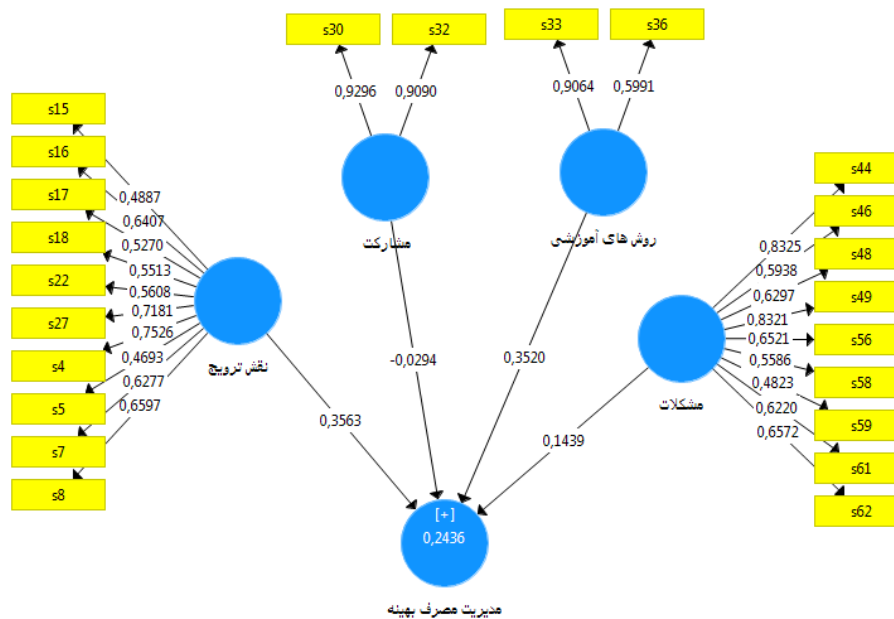 s30
s32
s33
s36
0,9296
0,9090
0,9064
0,5991
s15
s16
s17
s18
s22
s27
s4
s5
s7
s8
0,4887
0,6407
0,5270
0,5513
0,5608
0,7181
0,7526
0,4693
0,6277
0,6597
نقش ترویج
مشارکت
روش های آموزشی
s44
s46
s48
s49
s56
s58
s59
s61
s62
0,8325
0,5938
0,6297
0,8321
0,6521
0,5586
0,4823
0,6220
0,6572
مشکلات
0,3563
-0,0294
0,3520
0,1439
[+]
0,2436
مدیریت مصرف بهینه